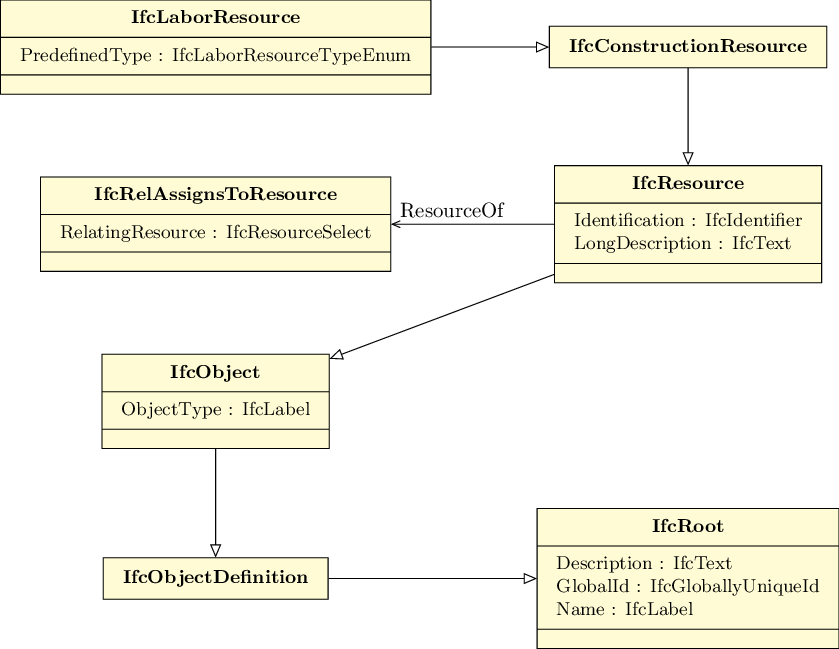 IfcLaborResource
PredefinedType : IfcLaborResourceTypeEnum
IfcConstructionResource
IfcRelAssignsToResource
RelatingResource : IfcResourceSelect
ResourceOf
IfcResource
Identification : IfcIdentifier
LongDescription : IfcText
IfcObject
ObjectType : IfcLabel
IfcObjectDefinition
IfcRoot
Description : IfcText
GlobalId : IfcGloballyUniqueId
Name : IfcLabel